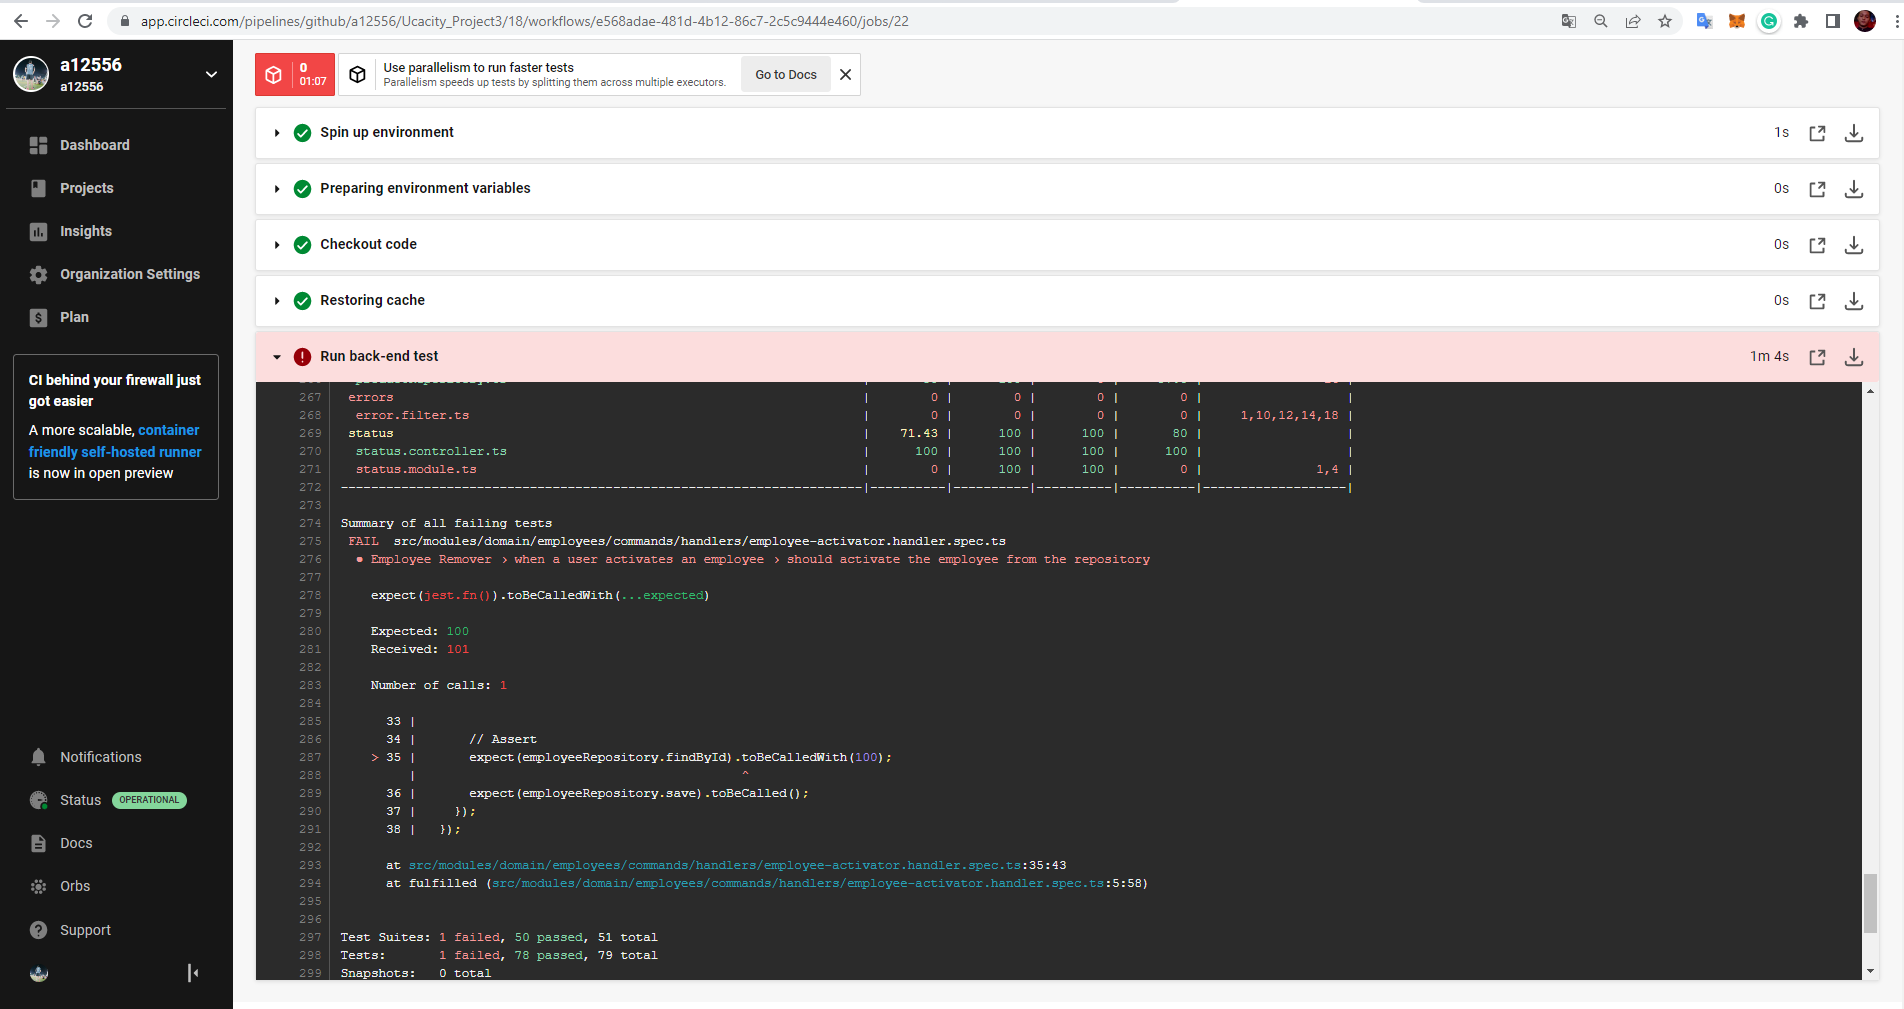 app.circleci.com/pipelines/github/a12556/Ucacity_Project3/18/workflows/e568adae-481d-4b12-86c7-2c5c9444e460/jobs/22
a12556
a12556
Dashboard
Projects
Insights
Organization Settings
Plan
CI behind your firewall just
got easier
A more scalable, container
friendly self-hosted runner
is now in open preview
Notifications
Status OPERATIONAL
Docs
Orbs
Support
0
01:07
Use parallelism to run faster tests
Parallelism speeds up tests by splitting them across multiple executors.
Go to Docs
Spin up environment 1s
Preparing environment variables 0s
Checkout code 0s
Restoring cache 0s
Run back-end test 1m 4s
267 errors | 0 | 0 | 0 | 0 | |
268 error.filter.ts | 0 | 0 | 0 | 0 | 1,10,12,14,18 |
269 status | 71.43 | 100 | 100 | 80 | |
270 status.controller.ts | 100 | 100 | 100 | 100 | |
271 status.module.ts | 0 | 100 | 100 | 0 | 1,4 |
272 ---------------------------------------------------------------------|----------|----------|----------|----------|-------------------|
273
274 Summary of all failing tests
275 FAIL src/modules/domain/employees/commands/handlers/employee-activator.handler.spec.ts
276 ● Employee Remover › when a user activates an employee › should activate the employee from the repository
277
278 expect(jest.fn()).toBeCalledWith(...expected)
279
280 Expected: 100
281 Received: 101
282
283 Number of calls: 1
284
285 33 |
286 34 | // Assert
287 > 35 | expect(employeeRepository.findById).toBeCalledWith(100);
288 | ^
289 36 | expect(employeeRepository.save).toBeCalled();
290 37 | });
291 38 | });
292
293 at src/modules/domain/employees/commands/handlers/employee-activator.handler.spec.ts:35:43
294 at fulfilled (src/modules/domain/employees/commands/handlers/employee-activator.handler.spec.ts:5:58)
295
296
297 Test Suites: 1 failed, 50 passed, 51 total
298 Tests: 1 failed, 78 passed, 79 total
299 Snapshots: 0 total